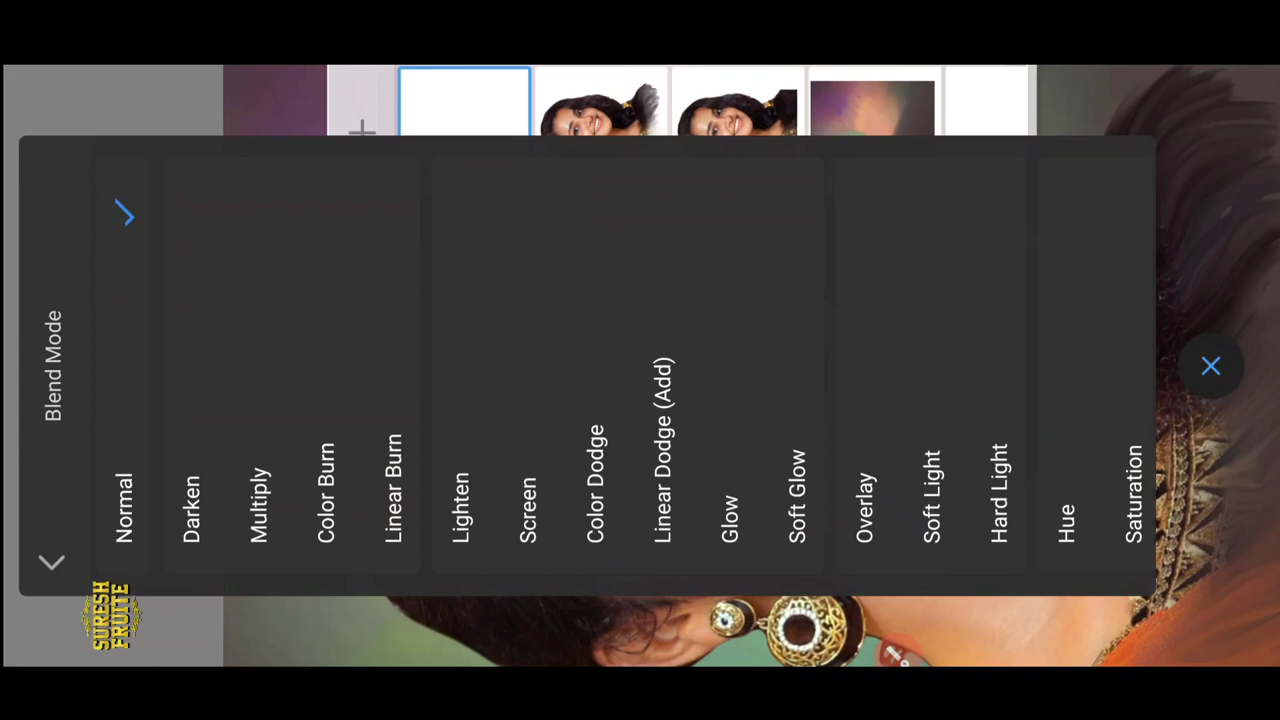 Blend Mode
Normal
Darken
Multiply
Color Burn
Linear Burn
Lighten
Screen
Color Dodge
Linear Dodge (Add)
Glow
Soft Glow
Overlay
Soft Light
Hard Light
Hue
Saturation
SURESH
FRUITE